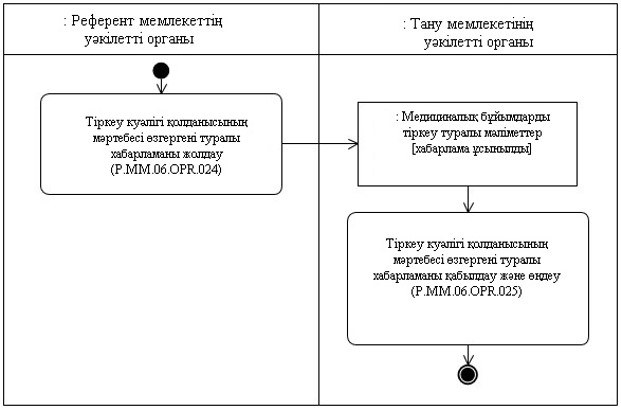 : Референт мемлекеттің
уәкілетті органы
: Тану мемлекетінің
уәкілетті органы
Тіркеу куәлігі қолданысының
мәртебесі өзгергені туралы
хабарламаны жолдау
(P.MM.06.OPR.024)
: Медициналық бұйымдарды
тіркеу туралы мәліметтер
[хабарлама ұсынылды]
Тіркеу куәлігі қолданысының
мәртебесі өзгергені туралы
хабарламаны қабылдау және өңдеу
(P.MM.06.OPR.025)